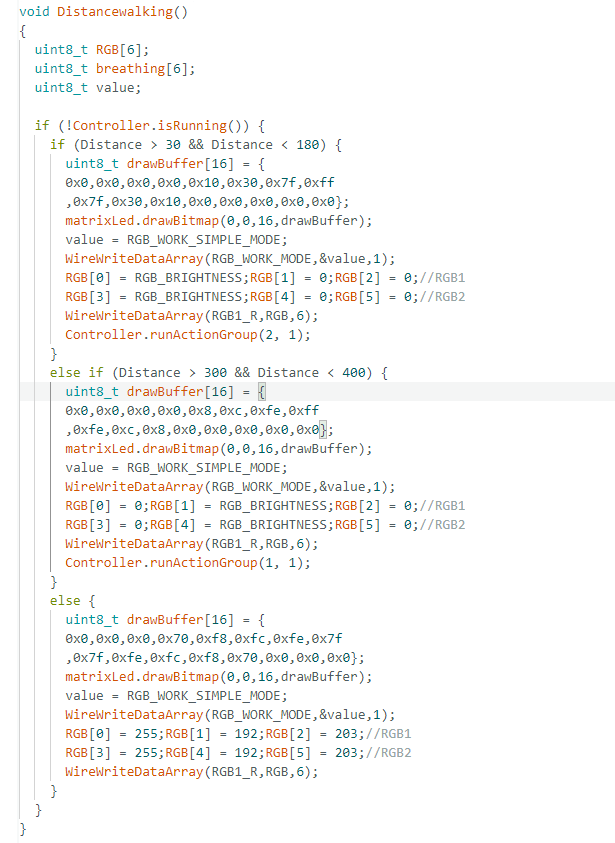 void Distancewalking()
{
  uint8_t RGB[6];
  uint8_t breathing[6];
  uint8_t value;

  if (!Controller.isRunning()) {
    if (Distance > 30 && Distance < 180) {
      uint8_t drawBuffer[16] = {
      0x0,0x0,0x0,0x0,0x10,0x30,0x7f,0xff
      ,0x7f,0x30,0x10,0x0,0x0,0x0,0x0,0x0};
      matrixLed.drawBitmap(0,0,16,drawBuffer);
      value = RGB_WORK_SIMPLE_MODE;
      WireWriteDataArray(RGB_WORK_MODE,&value,1);
      RGB[0] = RGB_BRIGHTNESS;RGB[1] = 0;RGB[2] = 0;//RGB1
      RGB[3] = RGB_BRIGHTNESS;RGB[4] = 0;RGB[5] = 0;//RGB2
      WireWriteDataArray(RGB1_R,RGB,6);
      Controller.runActionGroup(2, 1);
    }
    else if (Distance > 300 && Distance < 400) {
      uint8_t drawBuffer[16] = {
      0x0,0x0,0x0,0x0,0x8,0xc,0xfe,0xff
      ,0xfe,0xc,0x8,0x0,0x0,0x0,0x0,0x0};
      matrixLed.drawBitmap(0,0,16,drawBuffer);
      value = RGB_WORK_SIMPLE_MODE;
      WireWriteDataArray(RGB_WORK_MODE,&value,1);
      RGB[0] = 0;RGB[1] = RGB_BRIGHTNESS;RGB[2] = 0;//RGB1
      RGB[3] = 0;RGB[4] = RGB_BRIGHTNESS;RGB[5] = 0;//RGB2
      WireWriteDataArray(RGB1_R,RGB,6);
      Controller.runActionGroup(1, 1);
    }
    else {
      uint8_t drawBuffer[16] = {
      0x0,0x0,0x0,0x70,0xf8,0xfc,0xfe,0x7f
      ,0x7f,0xfe,0xfc,0xf8,0x70,0x0,0x0,0x0};
      matrixLed.drawBitmap(0,0,16,drawBuffer);
      value = RGB_WORK_SIMPLE_MODE;
      WireWriteDataArray(RGB_WORK_MODE,&value,1);
      RGB[0] = 255;RGB[1] = 192;RGB[2] = 203;//RGB1
      RGB[3] = 255;RGB[4] = 192;RGB[5] = 203;//RGB2
      WireWriteDataArray(RGB1_R,RGB,6);
    }
  }
}